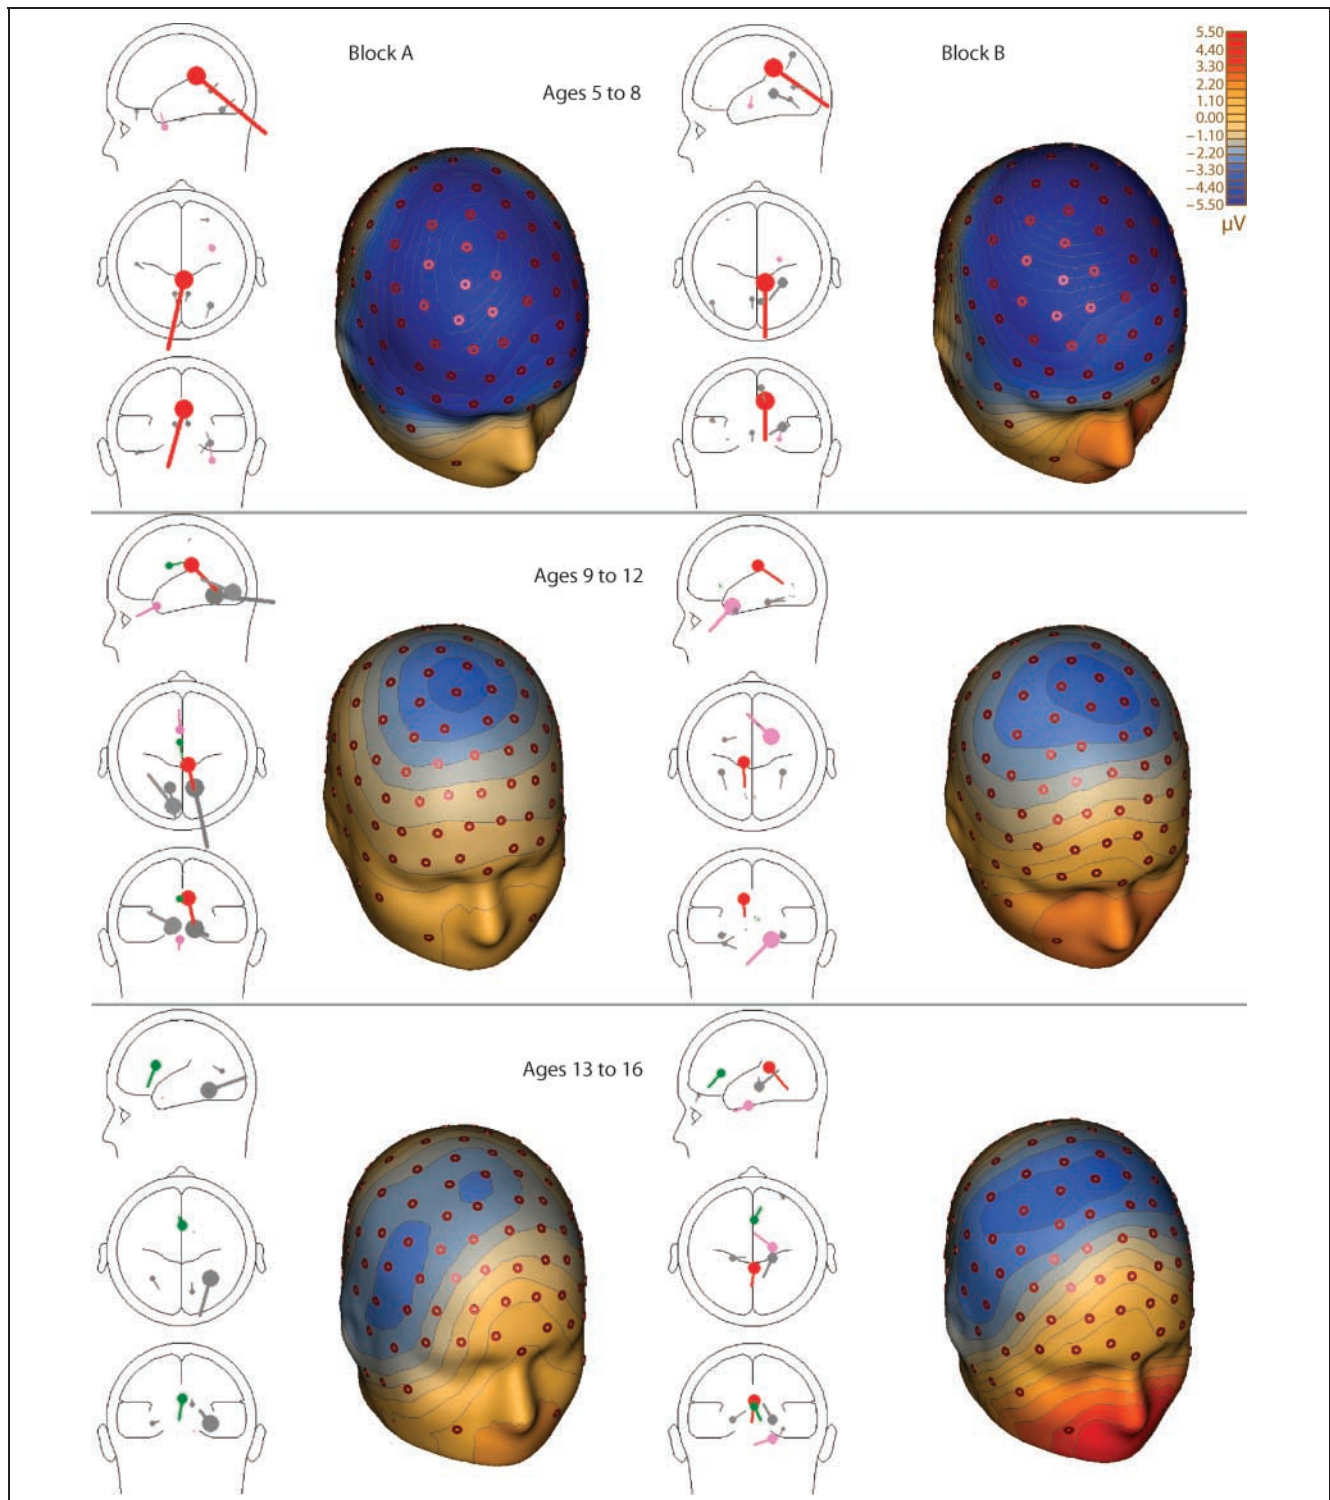 Block A
Block B
Ages 5 to 8
5.50
4.40
3.30
2.20
1.10
0.00
−1.10
−2.20
−3.30
−4.40
−5.50
µV
Ages 9 to 12
Ages 13 to 16